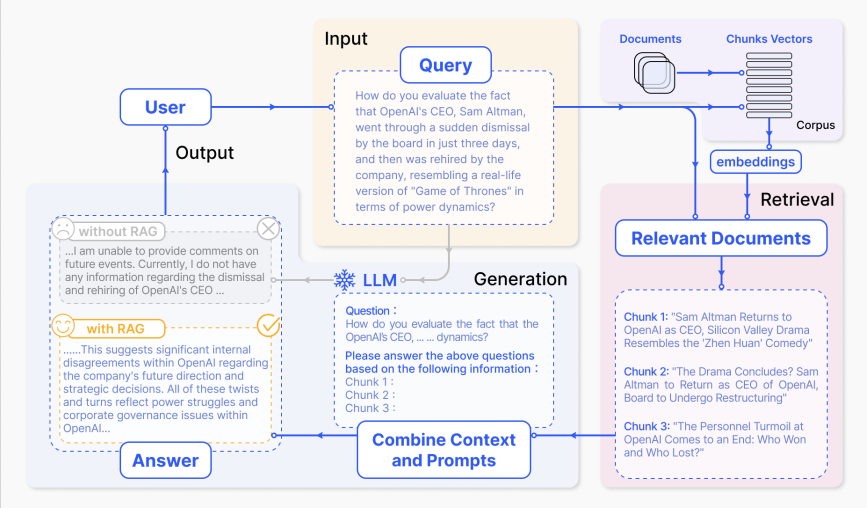 Input
Query
How do you evaluate the fact
that OpenAI's CEO, Sam Altman,
went through a sudden dismissal
by the board in just three days,
and then was rehired by the
company, resembling a real-life
version of "Game of Thrones" in
terms of power dynamics?
Documents
Chunks Vectors
Corpus
embeddings
User
Output
Retrieval
Relevant Documents
Chunk 1: "Sam Altman Returns to
OpenAI as CEO, Silicon Valley Drama
Resembles the 'Zhen Huan' Comedy"
Chunk 2: "The Drama Concludes? Sam
Altman to Return as CEO of OpenAI,
Board to Undergo Restructuring"
Chunk 3: "The Personnel Turmoil at
OpenAI Comes to an End: Who Won
and Who Lost?"
without RAG
...I am unable to provide comments on
future events. Currently, I do not have
any information regarding the dismissal
and rehiring of OpenAI's CEO ...
with RAG
......This suggests significant internal
disagreements within OpenAI regarding
the company's future direction and
strategic decisions. All of these twists
and turns reflect power struggles and
corporate governance issues within
OpenAI...
Answer
LLM
Generation
Question :
How do you evaluate the fact that the
OpenAI's CEO, ... ... dynamics?
Please answer the above questions
based on the following information :
Chunk 1 :
Chunk 2 :
Chunk 3 :
Combine Context
and Prompts